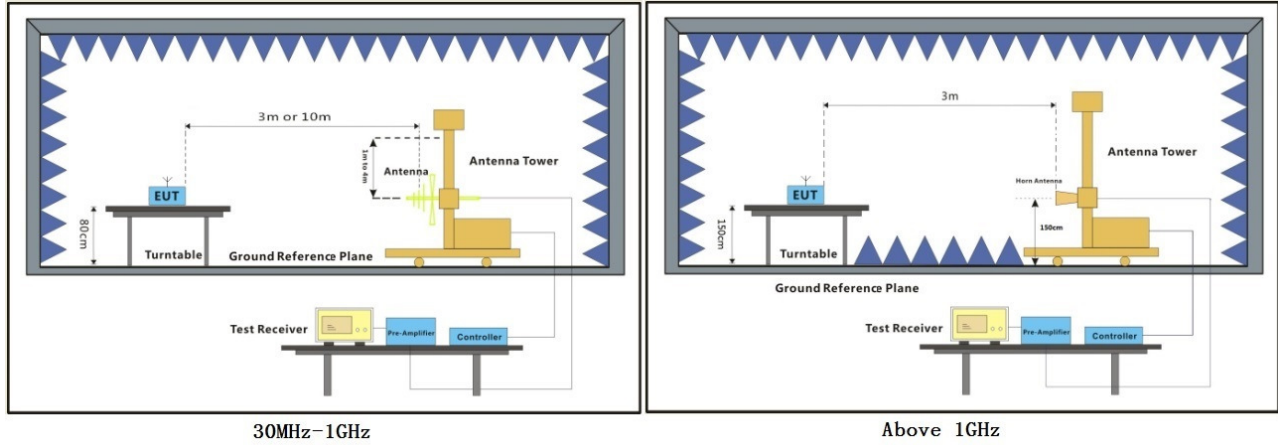 3m or 10m
1m to 4m
Antenna
Antenna Tower
EUT
80cm
Turntable
Ground Reference Plane
Test Receiver
Pre-Amplifier
Controller
30MHz-1GHz
3m
Antenna Tower
Horn Antenna
EUT
150cm
150cm
Turntable
Ground Reference Plane
Test Receiver
Pre-Amplifier
Controller
Above 1GHz